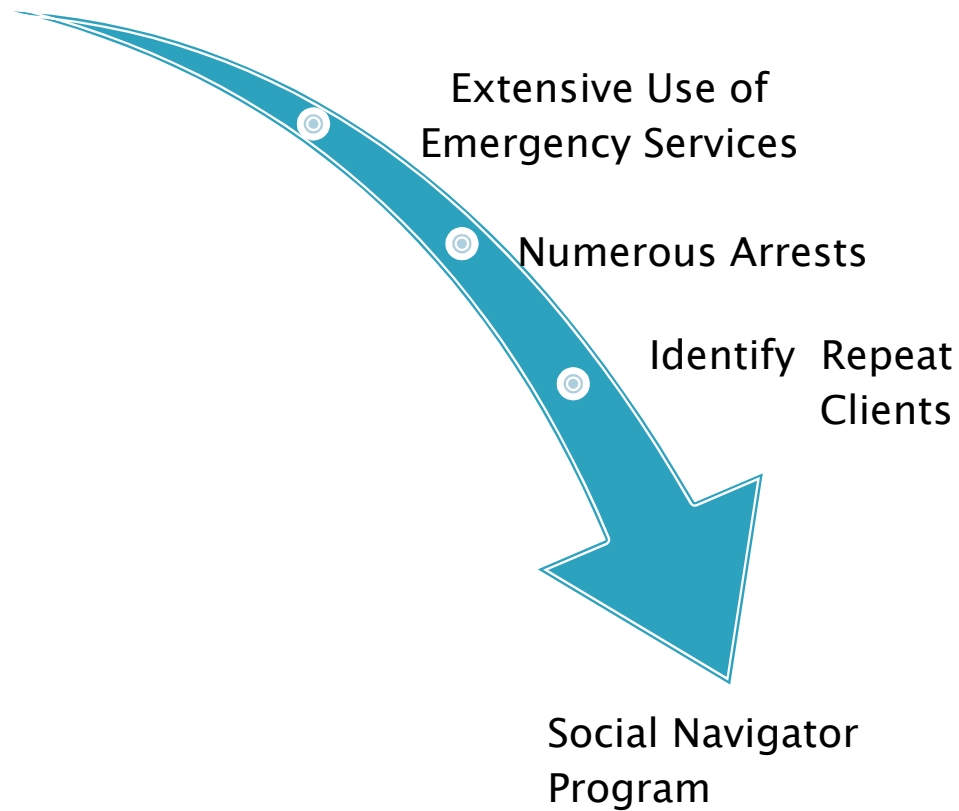 Extensive Use of
Emergency Services
Numerous Arrests
Identify  Repeat
Clients
Social Navigator
Program